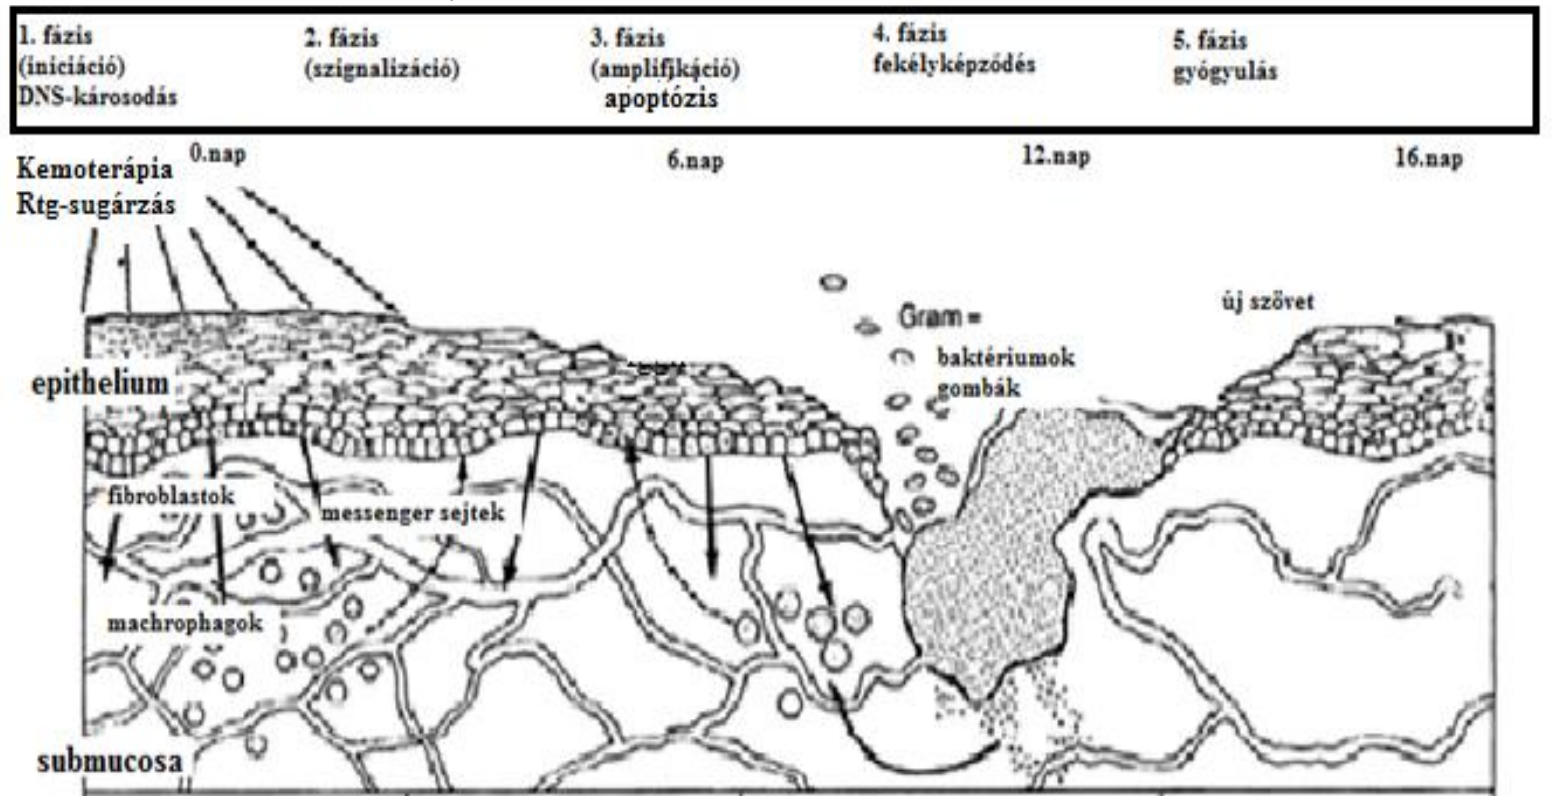 1. fázis
(iniciáció)
DNS-károsodás
2. fázis
(szignalizáció)
3. fázis
(amplifikáció)
apoptózis
4. fázis
fekélyképződés
5. fázis
gyógyulás
0.nap
6.nap
12.nap
16.nap
Kemoterápia
Rtg-sugárzás
Gram =
baktériumok
gombák
új szövet
epithelium
fibroblastok
messenger sejtek
machrophagok
submucosa